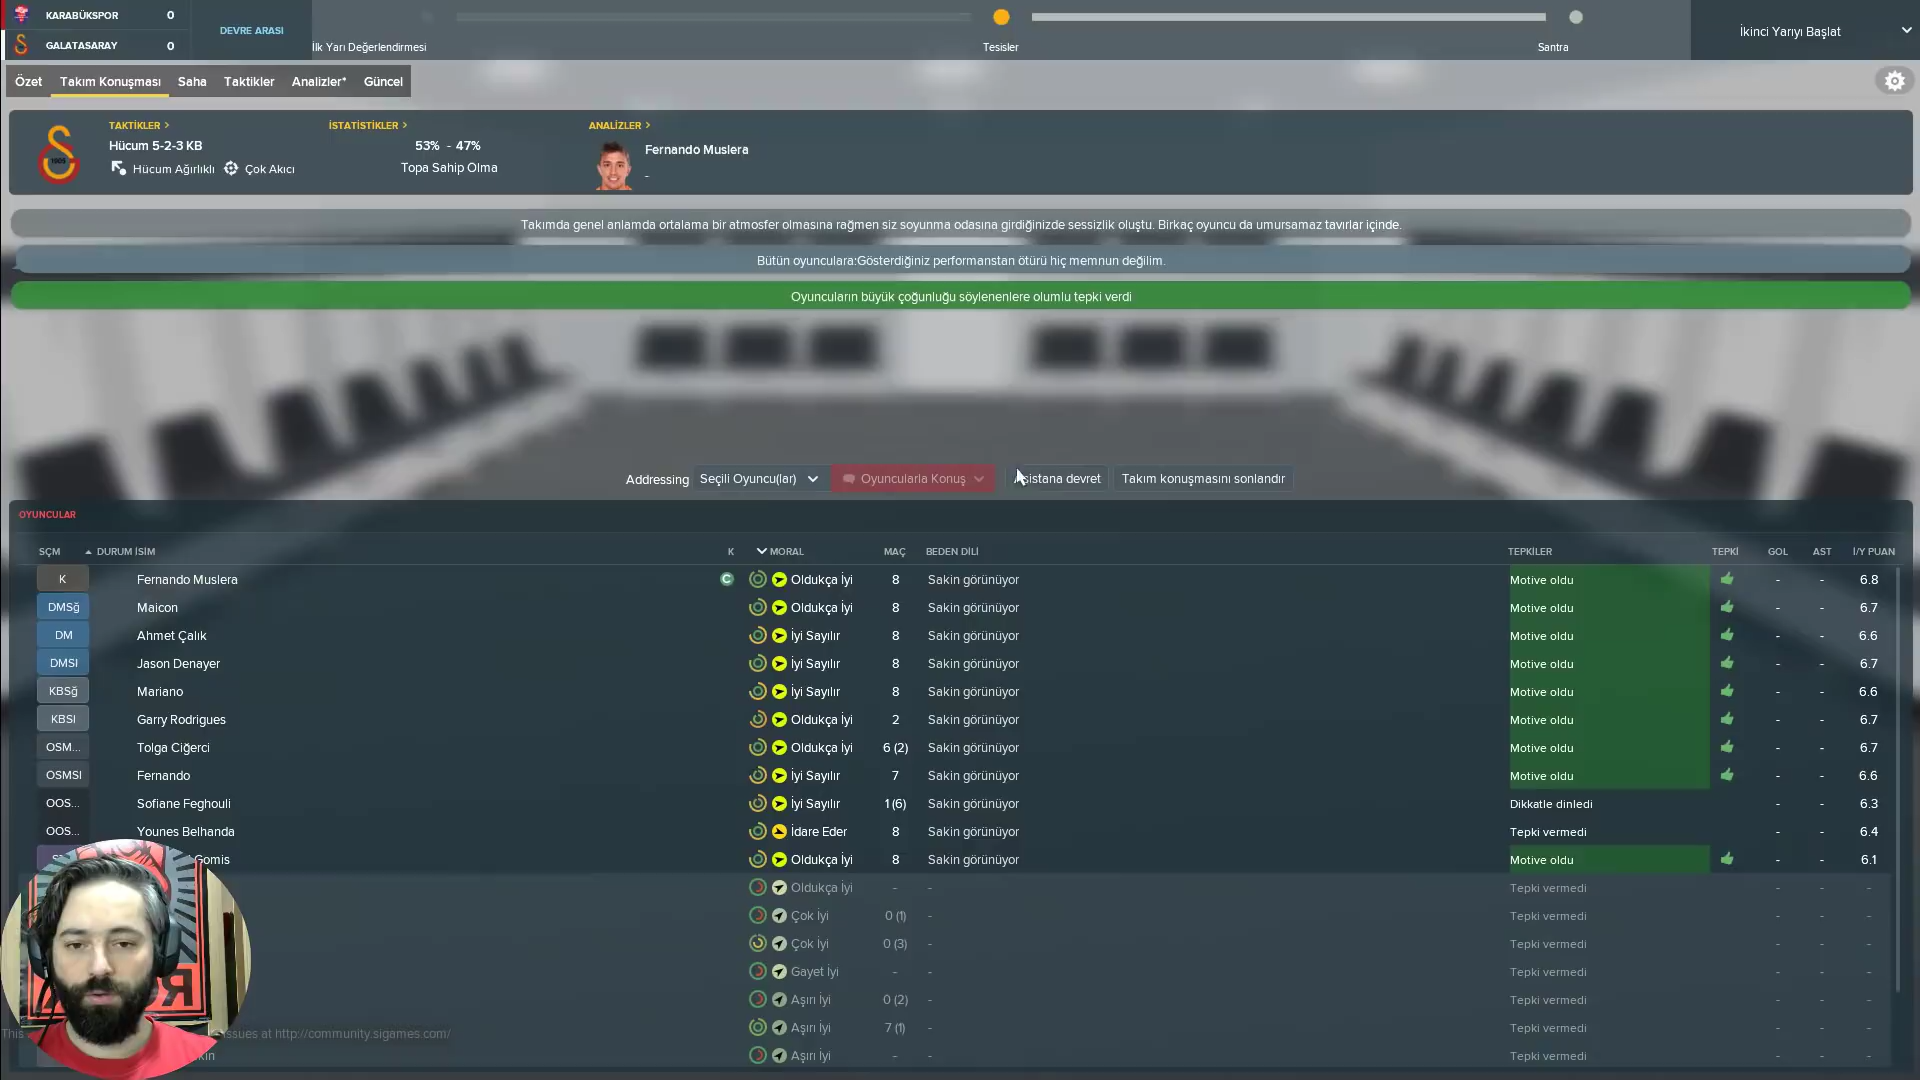 KARABÜKSPOR 0
GALATASARAY 0
DEVRE ARASI
İlk Yarı Değerlendirmesi
Tesisler
Santra
İkinci Yarıyı Başlat
Özet Takım Konuşması Saha Taktikler Analizler* Güncel
TAKTİKLER >
Hücum 5-2-3 KB
Hücum Ağırlıklı Çok Akıcı
İSTATİSTİKLER >
53% - 47%
Topa Sahip Olma
ANALİZLER >
Fernando Muslera
-
Takımda genel anlamda ortalama bir atmosfer olmasına rağmen siz soyunma odasına girdiğinizde sessizlik oluştu. Birkaç oyuncu da umursamaz tavırlar içinde.
Bütün oyunculara:Gösterdiğiniz performanstan ötürü hiç memnun değilim.
Oyuncuların büyük çoğunluğu söylenenlere olumlu tepki verdi
Addressing Seçili Oyuncu(lar) Oyuncularla Konuş Asistana devret Takım konuşmasını sonlandır
OYUNCULAR
SÇM DURUM İSİM K MORAL MAÇ BEDEN DİLİ TEPKİLER TEPKİ GOL AST İ/Y PUAN
K Fernando Muslera C Oldukça İyi 8 Sakin görünüyor Motive oldu - - 6.8
DMSğ Maicon Oldukça İyi 8 Sakin görünüyor Motive oldu - - 6.7
DM Ahmet Çalık İyi Sayılır 8 Sakin görünüyor Motive oldu - - 6.6
DMSl Jason Denayer İyi Sayılır 8 Sakin görünüyor Motive oldu - - 6.7
KBSğ Mariano İyi Sayılır 8 Sakin görünüyor Motive oldu - - 6.6
KBSl Garry Rodrigues Oldukça İyi 2 Sakin görünüyor Motive oldu - - 6.7
OSM... Tolga Ciğerci Oldukça İyi 6 (2) Sakin görünüyor Motive oldu - - 6.7
OSMSl Fernando İyi Sayılır 7 Sakin görünüyor Motive oldu - - 6.6
OOS... Sofiane Feghouli İyi Sayılır 1 (6) Sakin görünüyor Dikkatle dinledi - - 6.3
OOS... Younes Belhanda İdare Eder 8 Sakin görünüyor Tepki vermedi - - 6.4
Gomis Oldukça İyi 8 Sakin görünüyor Motive oldu - - 6.1
Oldukça İyi - - Tepki vermedi - - -
Çok İyi 0 (1) - Tepki vermedi - - -
Çok İyi 0 (3) - Tepki vermedi - - -
Gayet İyi - - Tepki vermedi - - -
Aşırı İyi 0 (2) - Tepki vermedi - - -
Aşırı İyi 7 (1) - Tepki vermedi - - -
This issues at http://community.sigames.com/
Aşırı İyi - - Tepki vermedi - - -